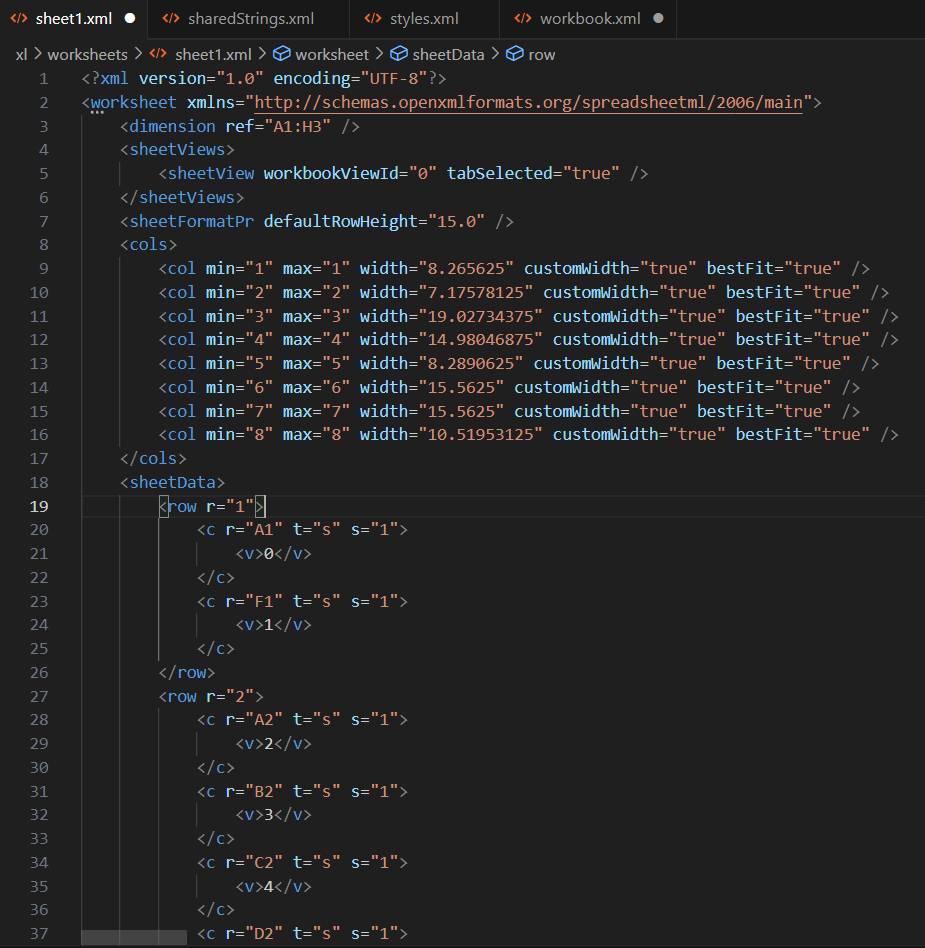 sheet1.xml sharedStrings.xml styles.xml workbook.xml
xl > worksheets > sheet1.xml > worksheet > sheetData > row
1 <?xml version="1.0" encoding="UTF-8"?>
2 <worksheet xmlns="http://schemas.openxmlformats.org/spreadsheetml/2006/main">
3 <dimension ref="A1:H3" />
4 <sheetViews>
5 <sheetView workbookViewId="0" tabSelected="true" />
6 </sheetViews>
7 <sheetFormatPr defaultRowHeight="15.0" />
8 <cols>
9 <col min="1" max="1" width="8.265625" customWidth="true" bestFit="true" />
10 <col min="2" max="2" width="7.17578125" customWidth="true" bestFit="true" />
11 <col min="3" max="3" width="19.02734375" customWidth="true" bestFit="true" />
12 <col min="4" max="4" width="14.98046875" customWidth="true" bestFit="true" />
13 <col min="5" max="5" width="8.2890625" customWidth="true" bestFit="true" />
14 <col min="6" max="6" width="15.5625" customWidth="true" bestFit="true" />
15 <col min="7" max="7" width="15.5625" customWidth="true" bestFit="true" />
16 <col min="8" max="8" width="10.51953125" customWidth="true" bestFit="true" />
17 </cols>
18 <sheetData>
19 <row r="1">
20 <c r="A1" t="s" s="1">
21 <v>0</v>
22 </c>
23 <c r="F1" t="s" s="1">
24 <v>1</v>
25 </c>
26 </row>
27 <row r="2">
28 <c r="A2" t="s" s="1">
29 <v>2</v>
30 </c>
31 <c r="B2" t="s" s="1">
32 <v>3</v>
33 </c>
34 <c r="C2" t="s" s="1">
35 <v>4</v>
36 </c>
37 <c r="D2" t="s" s="1">